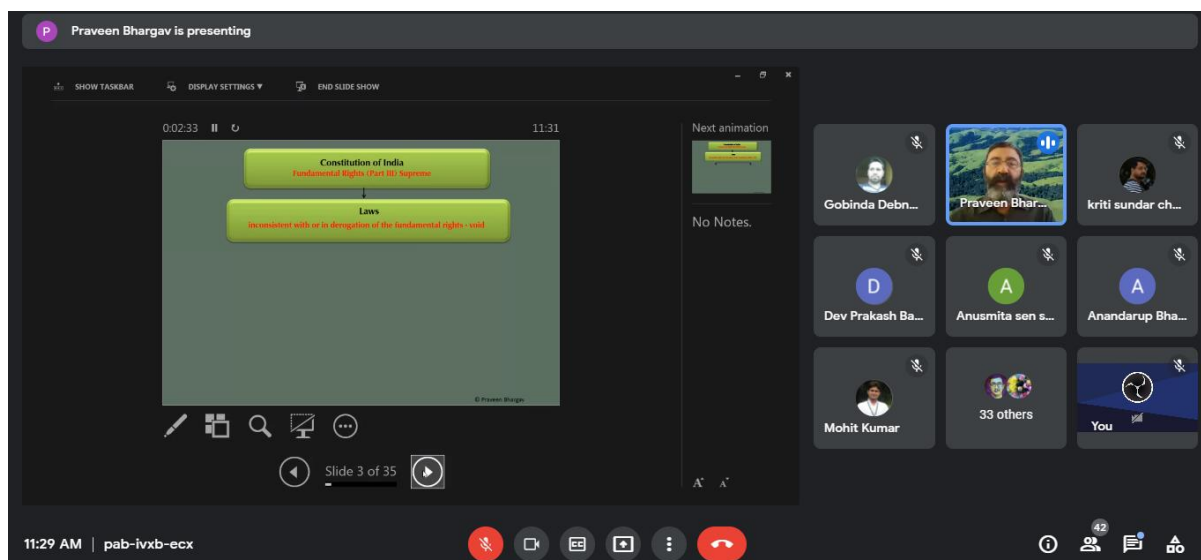 P Praveen Bhargav is presenting
SHOW TASKBAR DISPLAY SETTINGS ▼ END SLIDE SHOW
0:02:33 11:31
Constitution of India
Fundamental Rights (Part III) Supreme
Laws
inconsistent with or in derogation of the fundamental rights - void
© Praveen Bhargav
Slide 3 of 35
Next animation
No Notes.
A A
Gobinda Debn...
Praveen Bhar...
kriti sundar ch...
D
Dev Prakash Ba...
A
Anusmita sen s...
A
Anandarup Bha...
Mohit Kumar
33 others
You
11:29 AM | pab-ivxb-ecx
CC
42